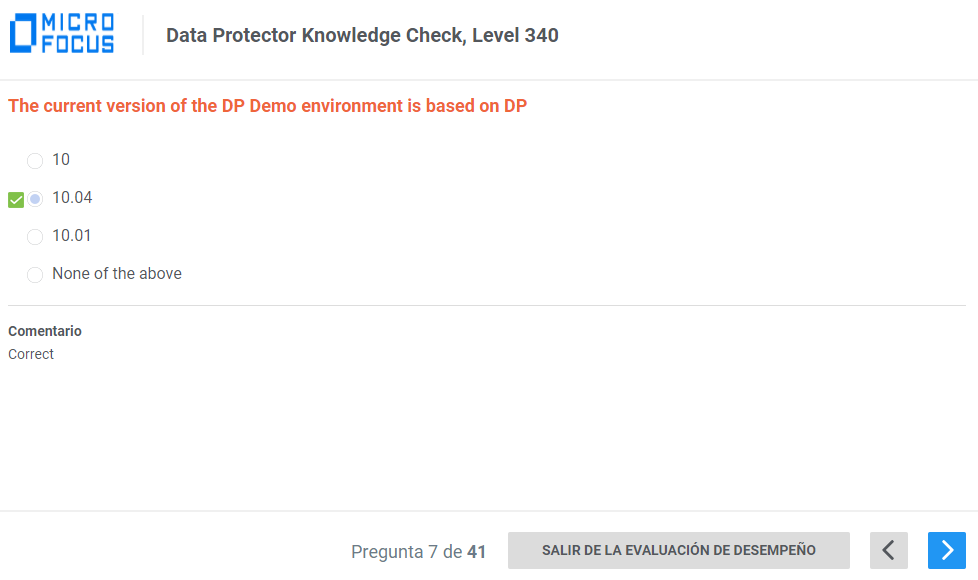 MICRO
FOCUS
Data Protector Knowledge Check, Level 340
The current version of the DP Demo environment is based on DP
10
10.04
10.01
None of the above
Comentario
Correct
Pregunta 7 de 41
SALIR DE LA EVALUACIÓN DE DESEMPEÑO